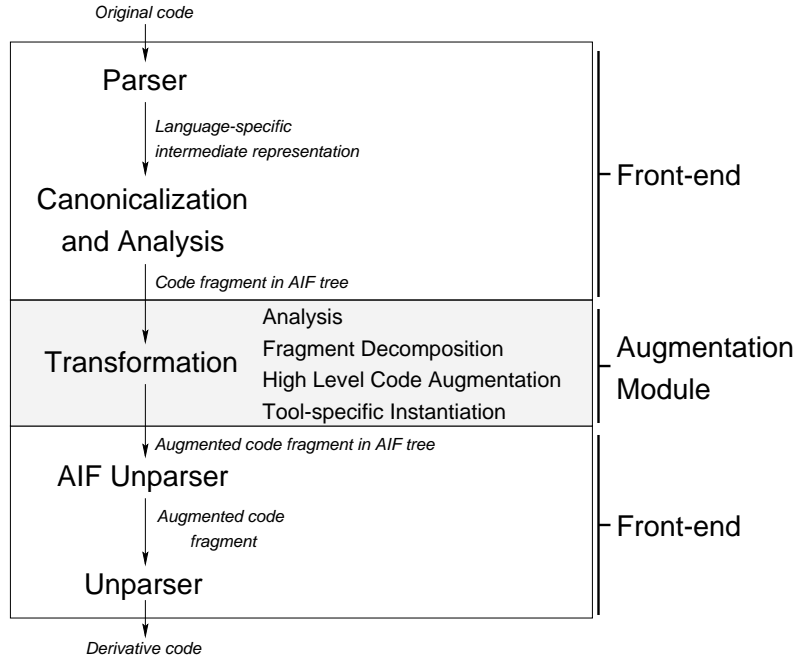 Original code
Parser
Language-specific
intermediate representation
Front-end
Canonicalization
and Analysis
Code fragment in AIF tree
Analysis
Fragment Decomposition
Transformation
High Level Code Augmentation
Tool-specific Instantiation
Augmentation
Module
Augmented code fragment in AIF tree
AIF Unparser
Augmented code
fragment
Front-end
Unparser
Derivative code